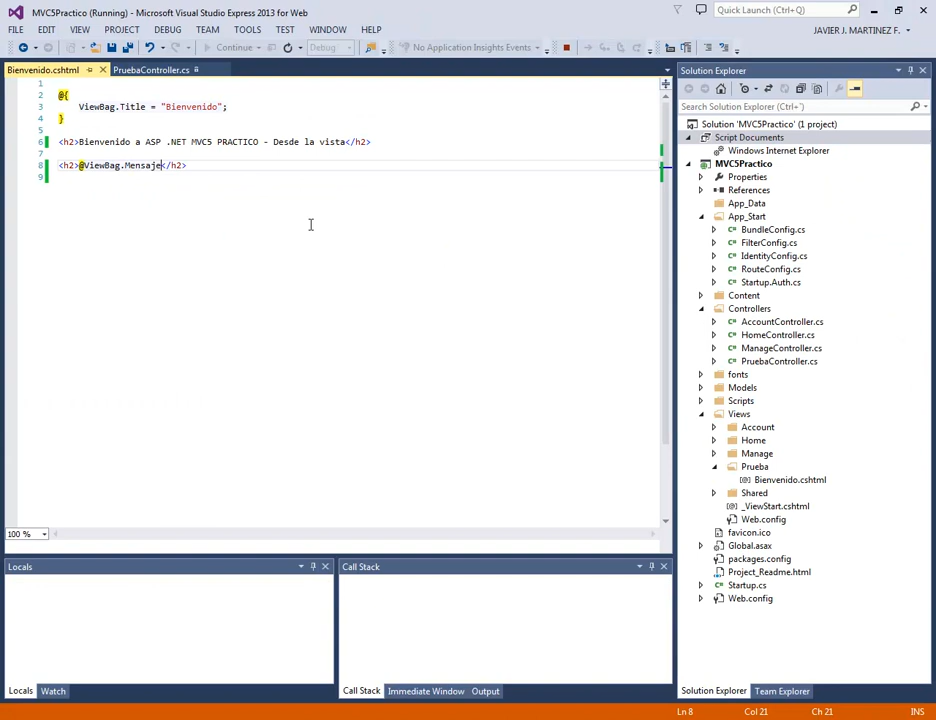 MVC5Practico (Running) - Microsoft Visual Studio Express 2013 for Web
Quick Launch (Ctrl+Q)
FILE EDIT VIEW PROJECT DEBUG TEAM TOOLS TEST WINDOW HELP
JAVIER J. MARTINEZ F.
Continue Debug No Application Insights Events
Bienvenido.cshtml PruebaController.cs
1
2 @{
3 ViewBag.Title = "Bienvenido";
4 }
5
6 <h2>Bienvenido a ASP .NET MVC5 PRACTICO - Desde la vista</h2>
7
8 <h2>@ViewBag.Mensaje</h2>
9
100 %
Locals
Locals Watch
Call Stack
Call Stack Immediate Window Output
Solution Explorer
Search Solution Explorer (Ctrl+')
Solution 'MVC5Practico' (1 project)
Script Documents
Windows Internet Explorer
MVC5Practico
Properties
References
App_Data
App_Start
C# BundleConfig.cs
C# FilterConfig.cs
C# IdentityConfig.cs
C# RouteConfig.cs
C# Startup.Auth.cs
Content
Controllers
C# AccountController.cs
C# HomeController.cs
C# ManageController.cs
C# PruebaController.cs
fonts
Models
Scripts
Views
Account
Home
Manage
Prueba
[@] Bienvenido.cshtml
Shared
[@] _ViewStart.cshtml
Web.config
favicon.ico
Global.asax
packages.config
Project_Readme.html
C# Startup.cs
Web.config
Solution Explorer Team Explorer
Ln 8 Col 21 Ch 21 INS